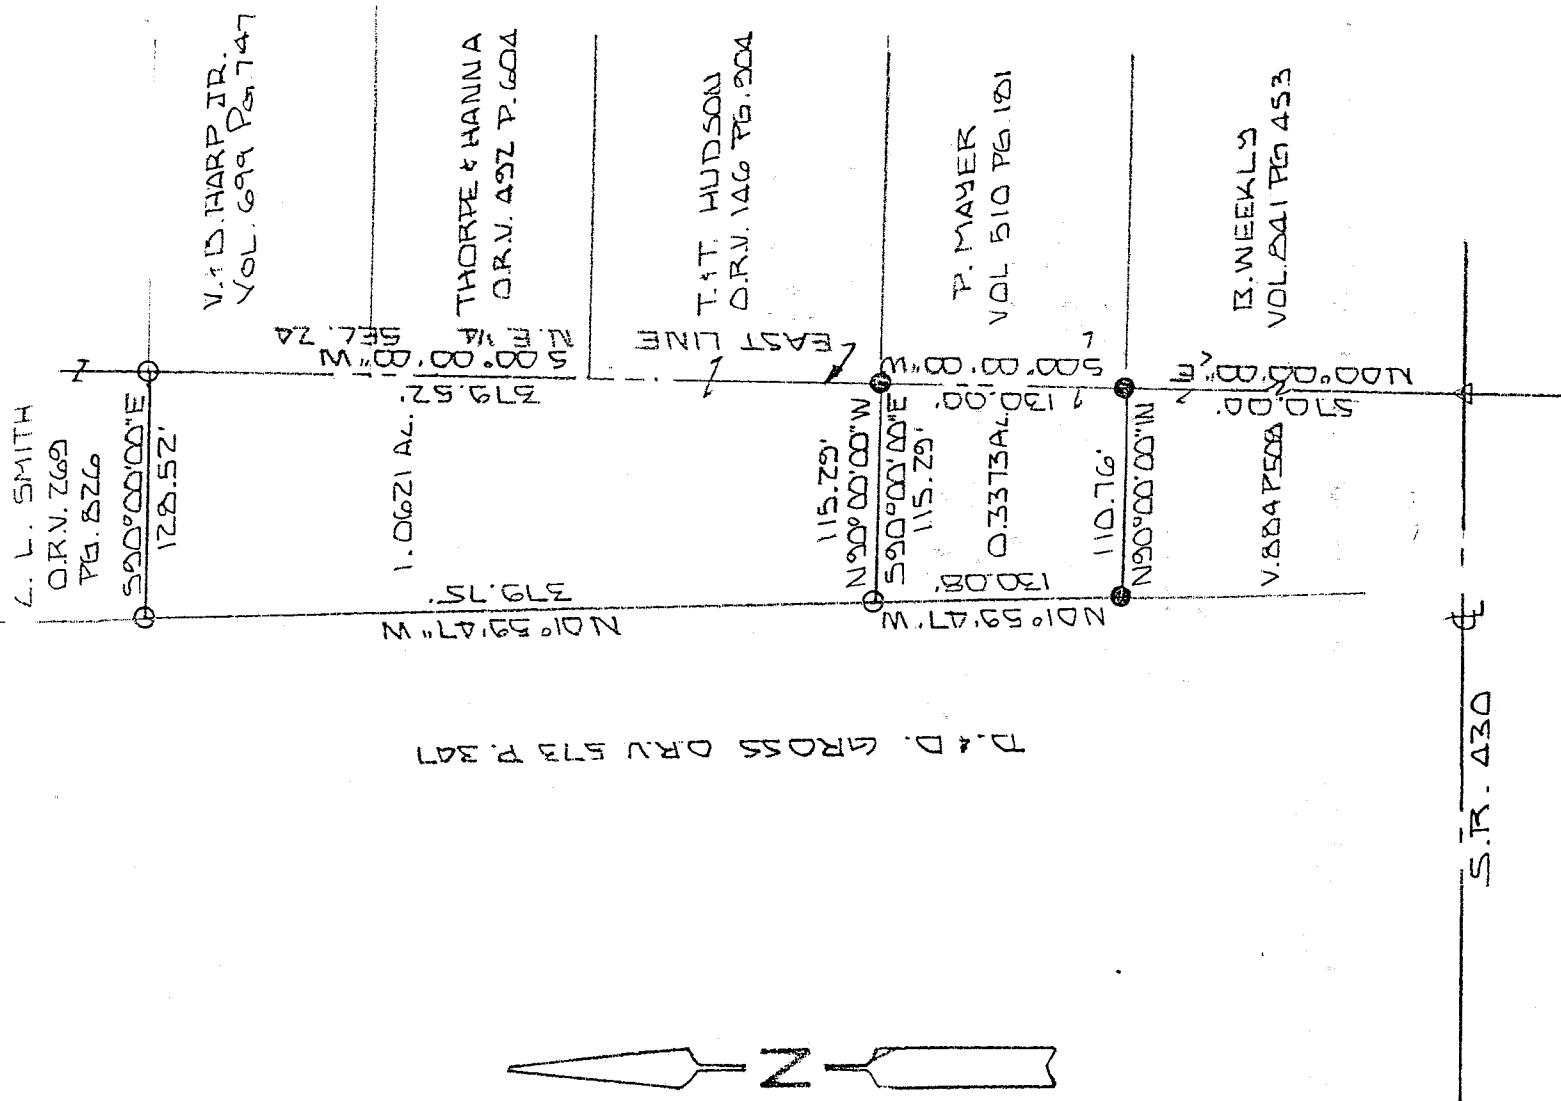 C. L. SMITH
O.R.V. 269
PG. 826
V. & D. HARP JR.
VOL. 699 PG. 747
THORPE & HANNA
O.R.V. 492 P. 604
T. & T. HUDSON
O.R.V. 146 PG. 904
P. MAYER
VOL 510 PG. 181
B. WEEKLY
VOL. 841 PG 453
EAST LINE
N.E. 1/4
SEC. 24
S 00° 00' 00" W
379.52'
S00° 00' 00" W
130.00'
N00° 00' 00" E
570.00'
S90°00'00"E
128.52'
1.0621 AC.
379.75'
N01°59'47" W
115.29'
N90°00'00"W
S90°00'00"E
115.29'
0.3373 AC.
130.08'
N01°59'47" W
110.76'
N90°00'00"W
V. 884 P 508
D. & D. GROSS O.R.V 573 P. 347
S.R. 430
N